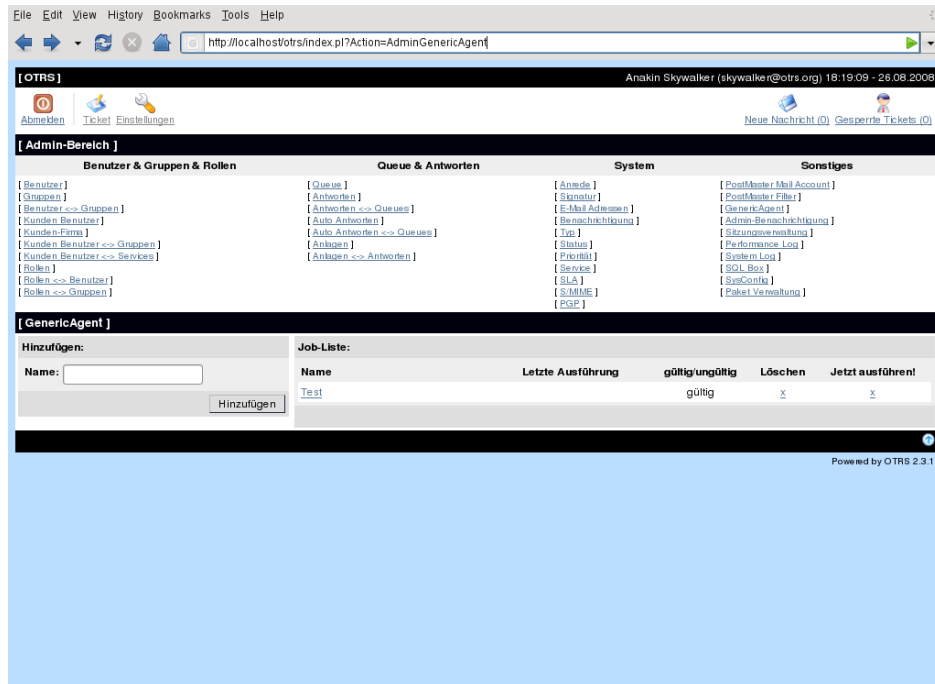 File Edit View History Bookmarks Tools Help
http://localhost/otrs/index.pl?Action=AdminGenericAgent
[ OTRS ]
Anakin Skywalker (skywalker@otrs.org) 18:19:09 - 26.08.2008
Abmelden Ticket Einstellungen
Neue Nachricht (0) Gesperrte Tickets (0)
[ Admin-Bereich ]
Benutzer & Gruppen & Rollen
[ Benutzer ]
[ Gruppen ]
[ Benutzer <-> Gruppen ]
[ Kunden Benutzer ]
[ Kunden-Firma ]
[ Kunden Benutzer <-> Gruppen ]
[ Kunden Benutzer <-> Services ]
[ Rollen ]
[ Rollen <-> Benutzer ]
[ Rollen <-> Gruppen ]
Queue & Antworten
[ Queue ]
[ Antworten ]
[ Antworten <-> Queues ]
[ Auto Antworten ]
[ Auto Antworten <-> Queues ]
[ Anlagen ]
[ Anlagen <-> Antworten ]
System
[ Anrede ]
[ Signatur ]
[ E-Mail Adressen ]
[ Benachrichtigung ]
[ Typ ]
[ Status ]
[ Priorität ]
[ Service ]
[ SLA ]
[ S/MIME ]
[ PGP ]
Sonstiges
[ PostMaster Mail Account ]
[ PostMaster Filter ]
[ GenericAgent ]
[ Admin-Benachrichtigung ]
[ Sitzungsverwaltung ]
[ Performance Log ]
[ System Log ]
[ SQL Box ]
[ SysConfig ]
[ Paket Verwaltung ]
[ GenericAgent ]
Hinzufügen:
Name:
Hinzufügen
Job-Liste:
Name Letzte Ausführung gültig/ungültig Löschen Jetzt ausführen!
Test gültig x x
Powered by OTRS 2.3.1